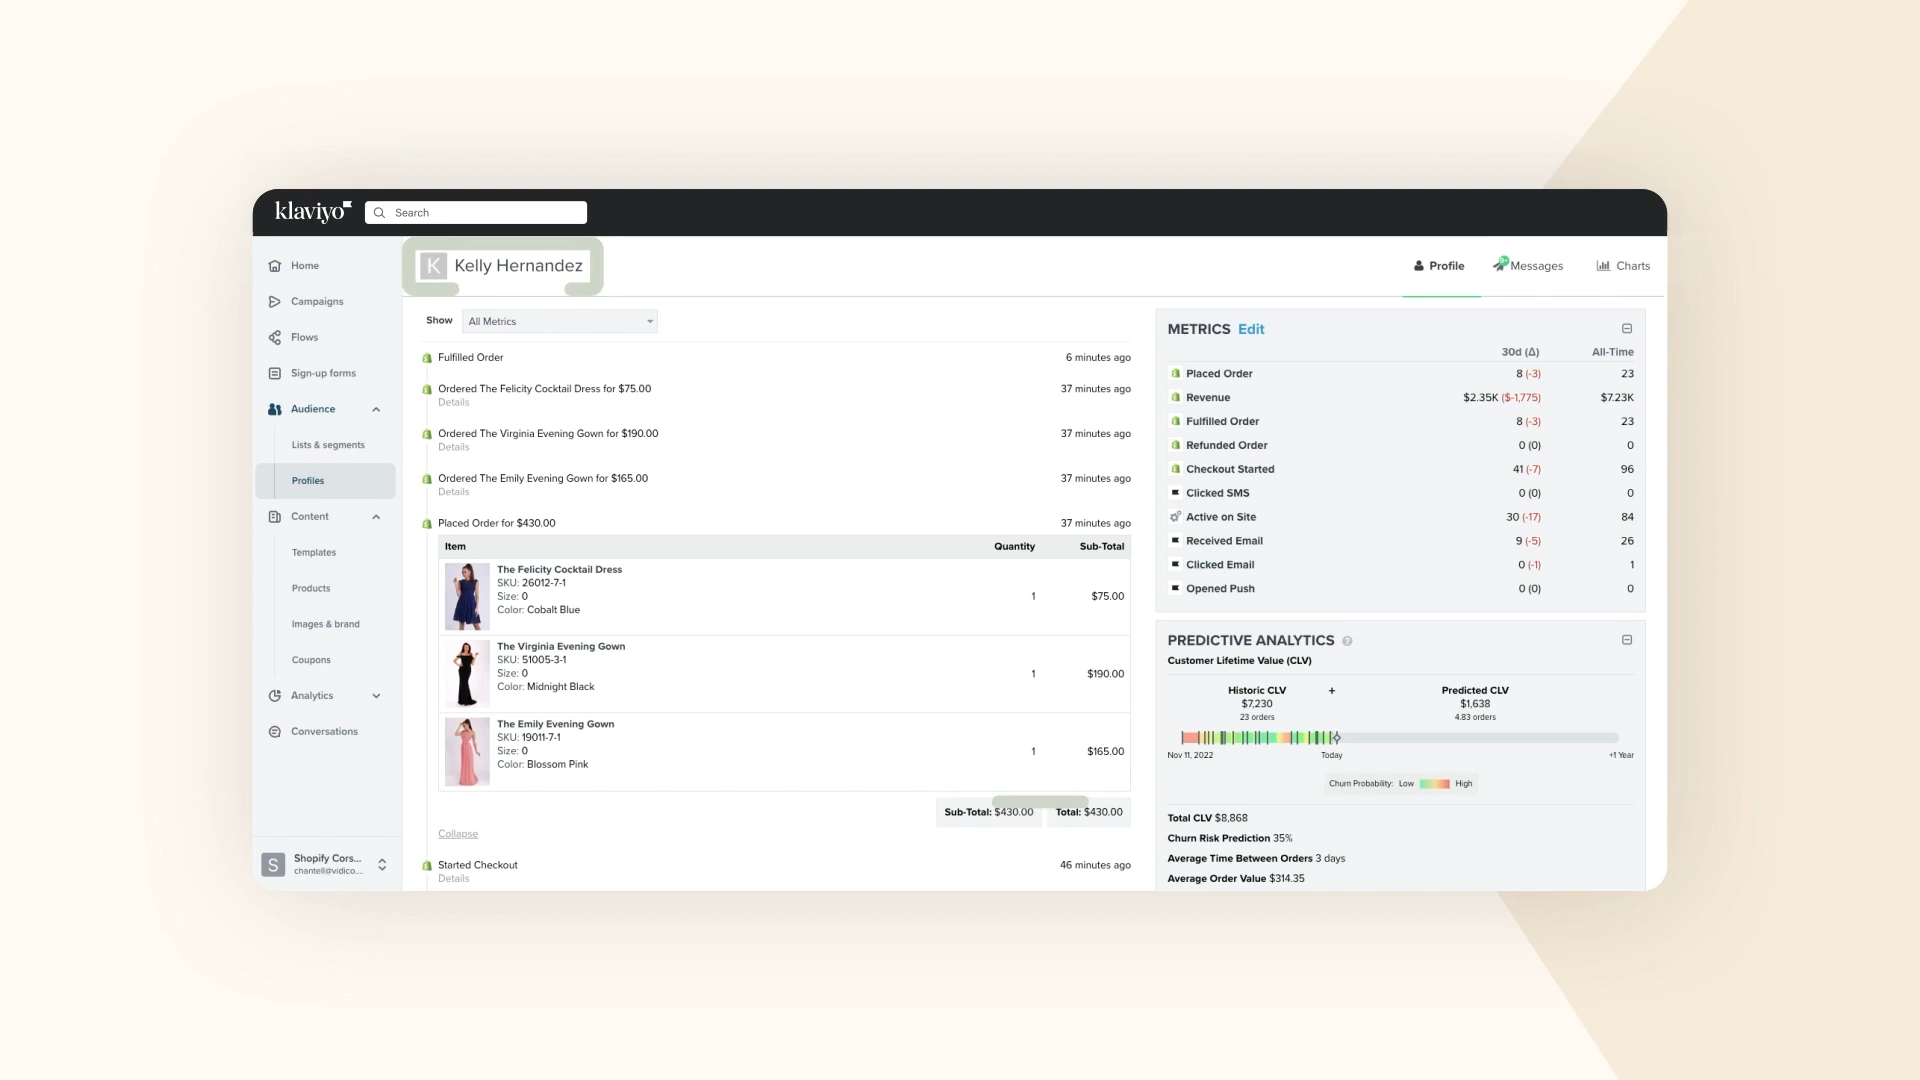 klaviyo
Search
Home
Campaigns
Flows
Sign-up forms
Audience
Lists & segments
Profiles
Content
Templates
Products
Images & brand
Coupons
Analytics
Conversations
S
Shopify Cors...
chantell@vidico....
K Kelly Hernandez
Profile
9+
Messages
Charts
Show All Metrics
Fulfilled Order 6 minutes ago
Ordered The Felicity Cocktail Dress for $75.00 37 minutes ago
Details
Ordered The Virginia Evening Gown for $190.00 37 minutes ago
Details
Ordered The Emily Evening Gown for $165.00 37 minutes ago
Details
Placed Order for $430.00 37 minutes ago
Item Quantity Sub-Total
The Felicity Cocktail Dress
SKU: 26012-7-1
Size: 0
Color: Cobalt Blue
1 $75.00
The Virginia Evening Gown
SKU: 51005-3-1
Size: 0
Color: Midnight Black
1 $190.00
The Emily Evening Gown
SKU: 19011-7-1
Size: 0
Color: Blossom Pink
1 $165.00
Sub-Total: $430.00 Total: $430.00
Collapse
Started Checkout 46 minutes ago
Details
METRICS Edit
30d (Δ) All-Time
Placed Order 8 (-3) 23
Revenue $2.35K ($-1,775) $7.23K
Fulfilled Order 8 (-3) 23
Refunded Order 0 (0) 0
Checkout Started 41 (-7) 96
Clicked SMS 0 (0) 0
Active on Site 30 (-17) 84
Received Email 9 (-5) 26
Clicked Email 0 (-1) 1
Opened Push 0 (0) 0
PREDICTIVE ANALYTICS ?
Customer Lifetime Value (CLV)
Historic CLV + Predicted CLV
$7,230 $1,638
23 orders 4.83 orders
Nov 11, 2022 Today +1 Year
Churn Probability: Low High
Total CLV $8,868
Churn Risk Prediction 35%
Average Time Between Orders 3 days
Average Order Value $314.35